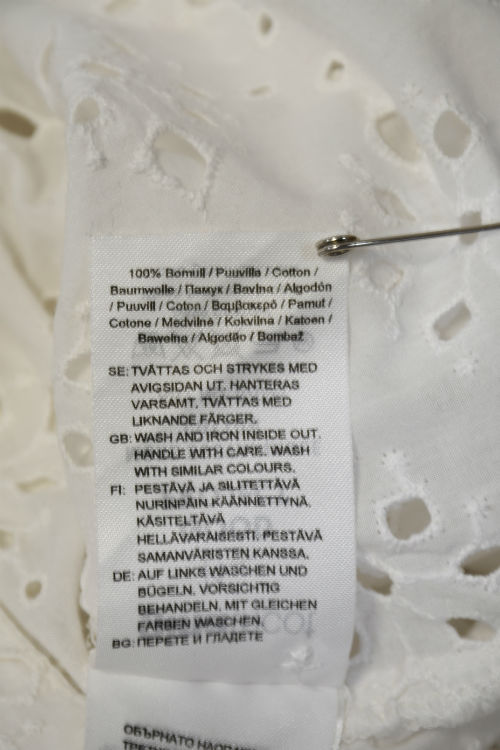 100% Bomull / Puuvilla / Cotton /
Baumwolle / Памук / Bavlna / Algodón
/ Puuvill / Coton / Βαμβακερό / Pamut /
Cotone / Medvilnė / Kokvilna / Katoen /
Bawełna / Algodão / Bombaž
SE: TVÄTTAS OCH STRYKES MED
AVIGSIDAN UT. HANTERAS
VARSAMT. TVÄTTAS MED
LIKNANDE FÄRGER.
GB: WASH AND IRON INSIDE OUT.
HANDLE WITH CARE. WASH
WITH SIMILAR COLOURS.
FI: PESTÄVÄ JA SILITETTÄVÄ
NURINPÄIN KÄÄNNETTYNÄ.
KÄSITELTÄVÄ
HELLÄVARAISESTI. PESTÄVÄ
SAMANVÄRISTEN KANSSA.
DE: AUF LINKS WASCHEN UND
BÜGELN. VORSICHTIG
BEHANDELN. MIT GLEICHEN
FARBEN WASCHEN.
BG: ПЕРЕТЕ И ГЛАДЕТЕ
ОБЪРНАТО